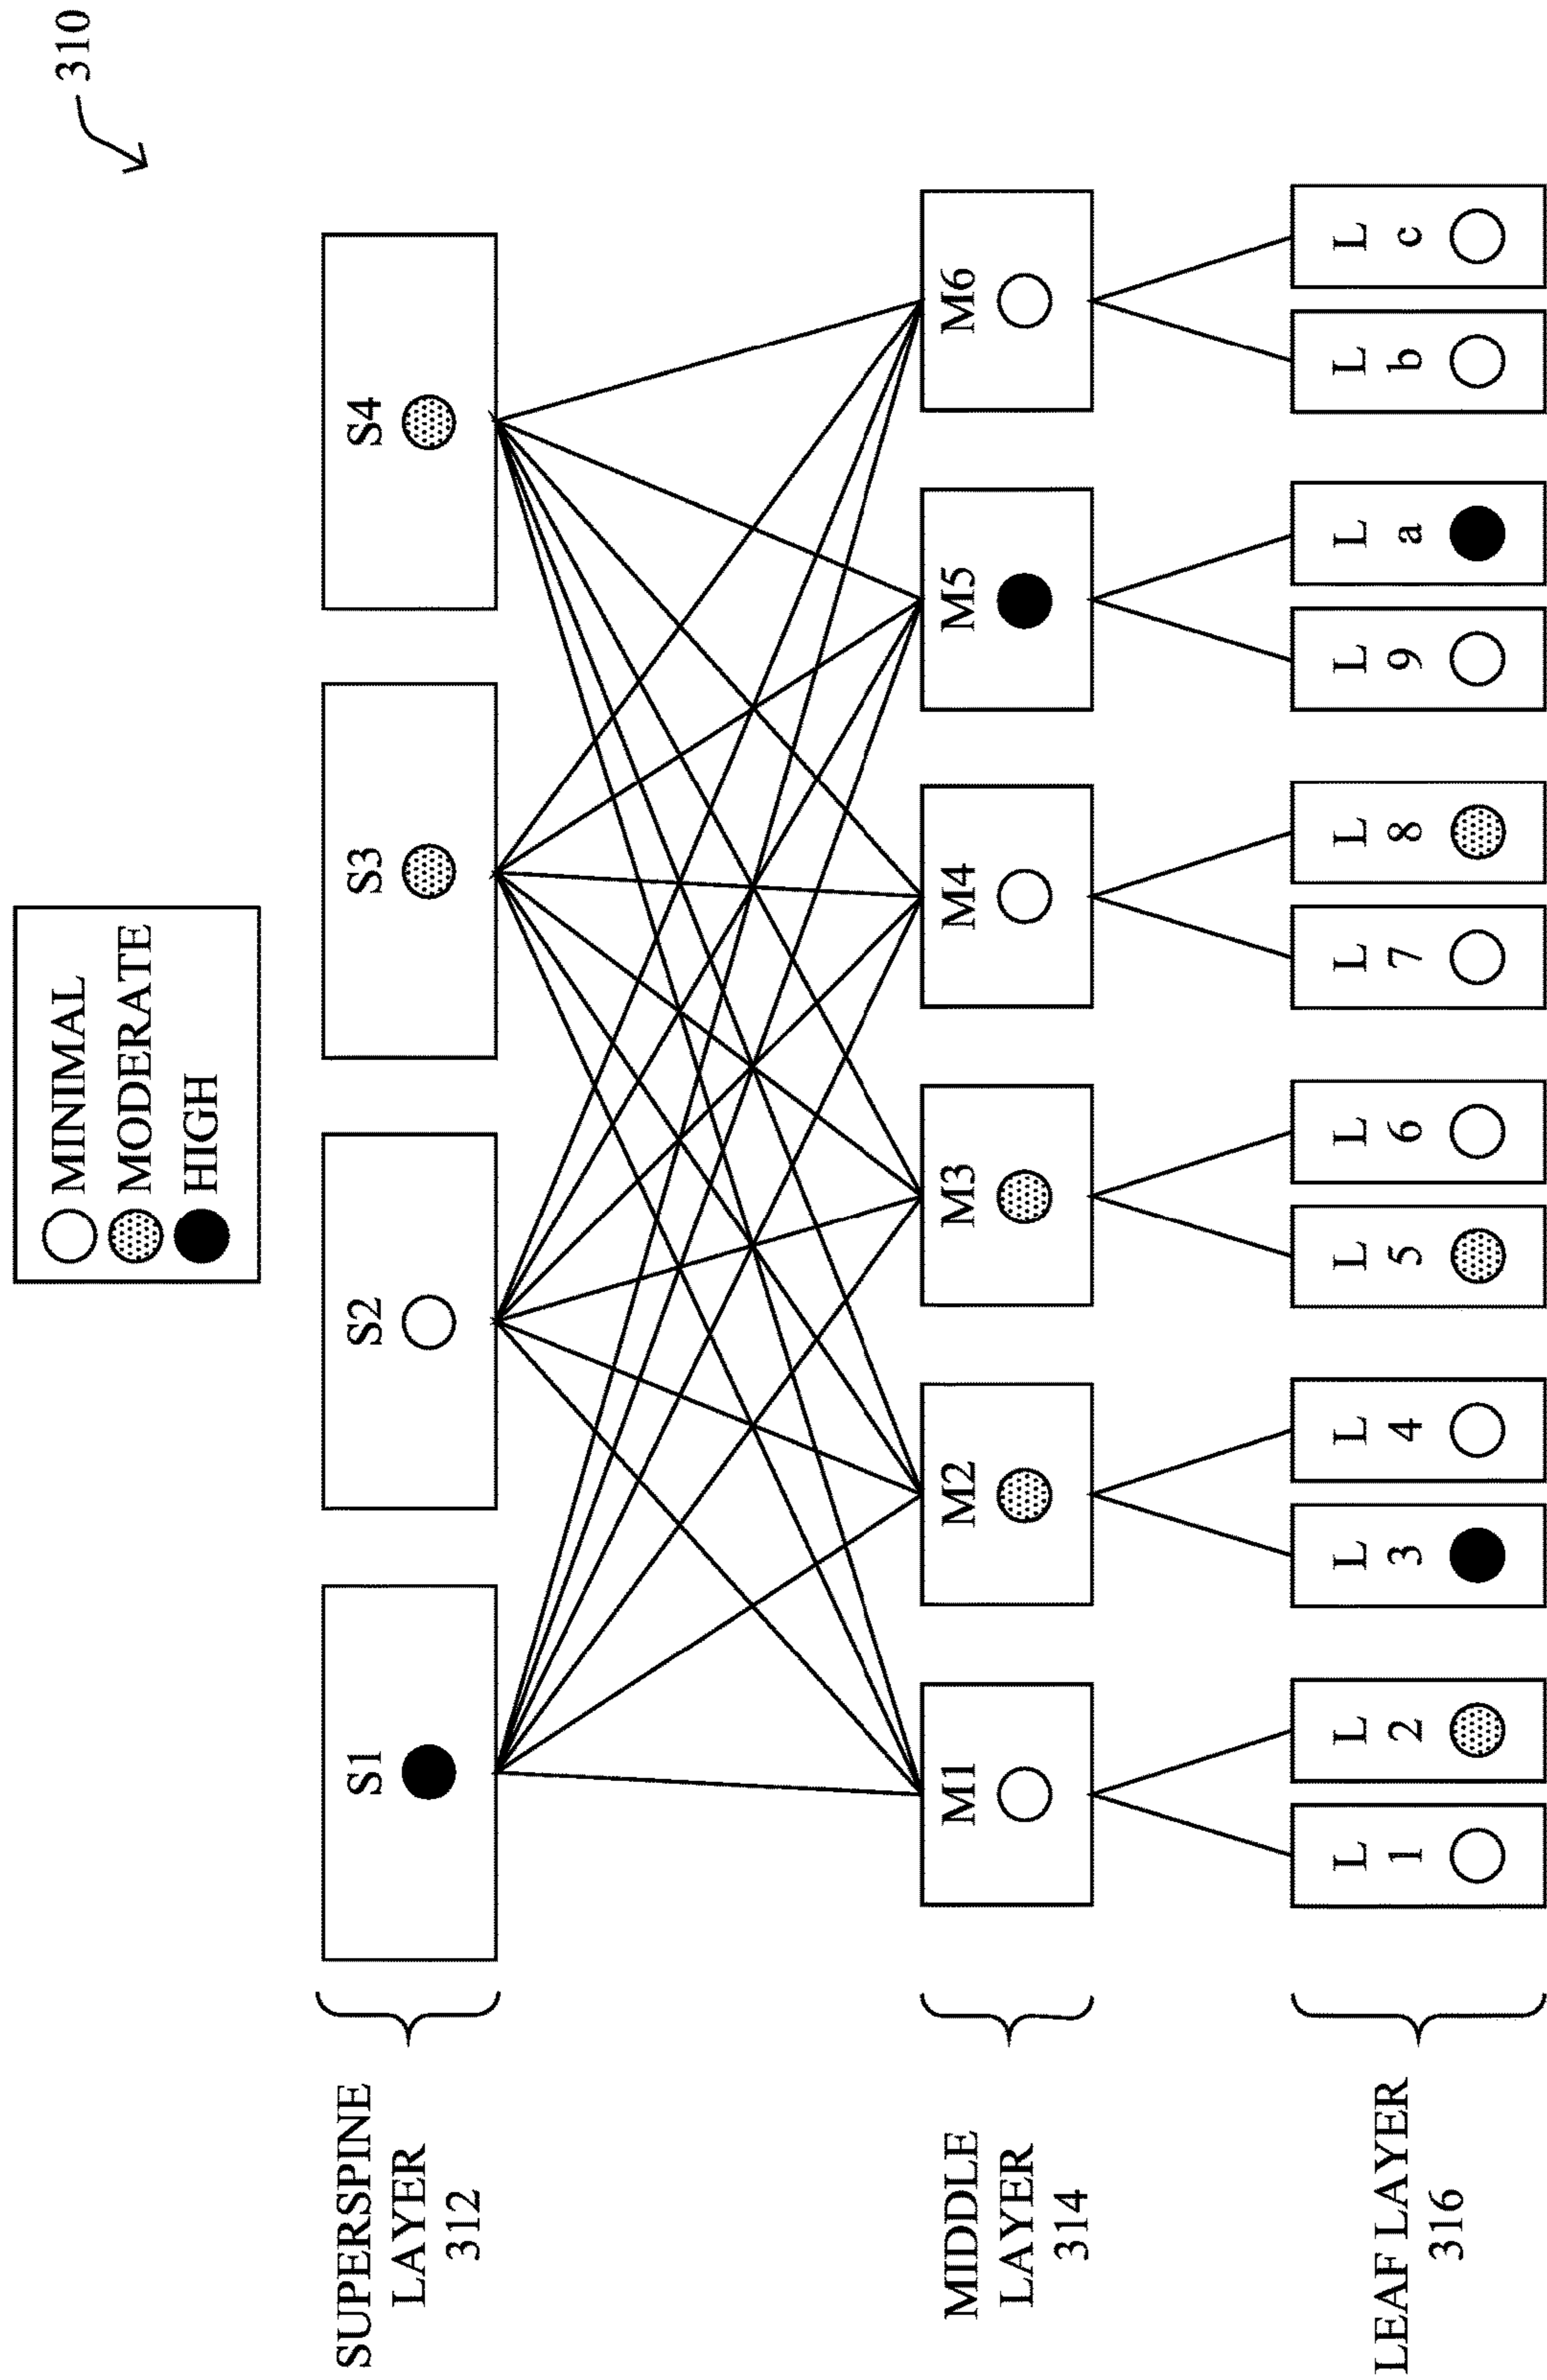 310
MINIMAL
MODERATE
HIGH
SUPERSPINE
LAYER
312
S1
S2
S3
S4
MIDDLE
LAYER
314
M1
M2
M3
M4
M5
M6
LEAF LAYER
316
L
1
L
2
L
3
L
4
L
5
L
6
L
7
L
8
L
9
L
a
L
b
L
c